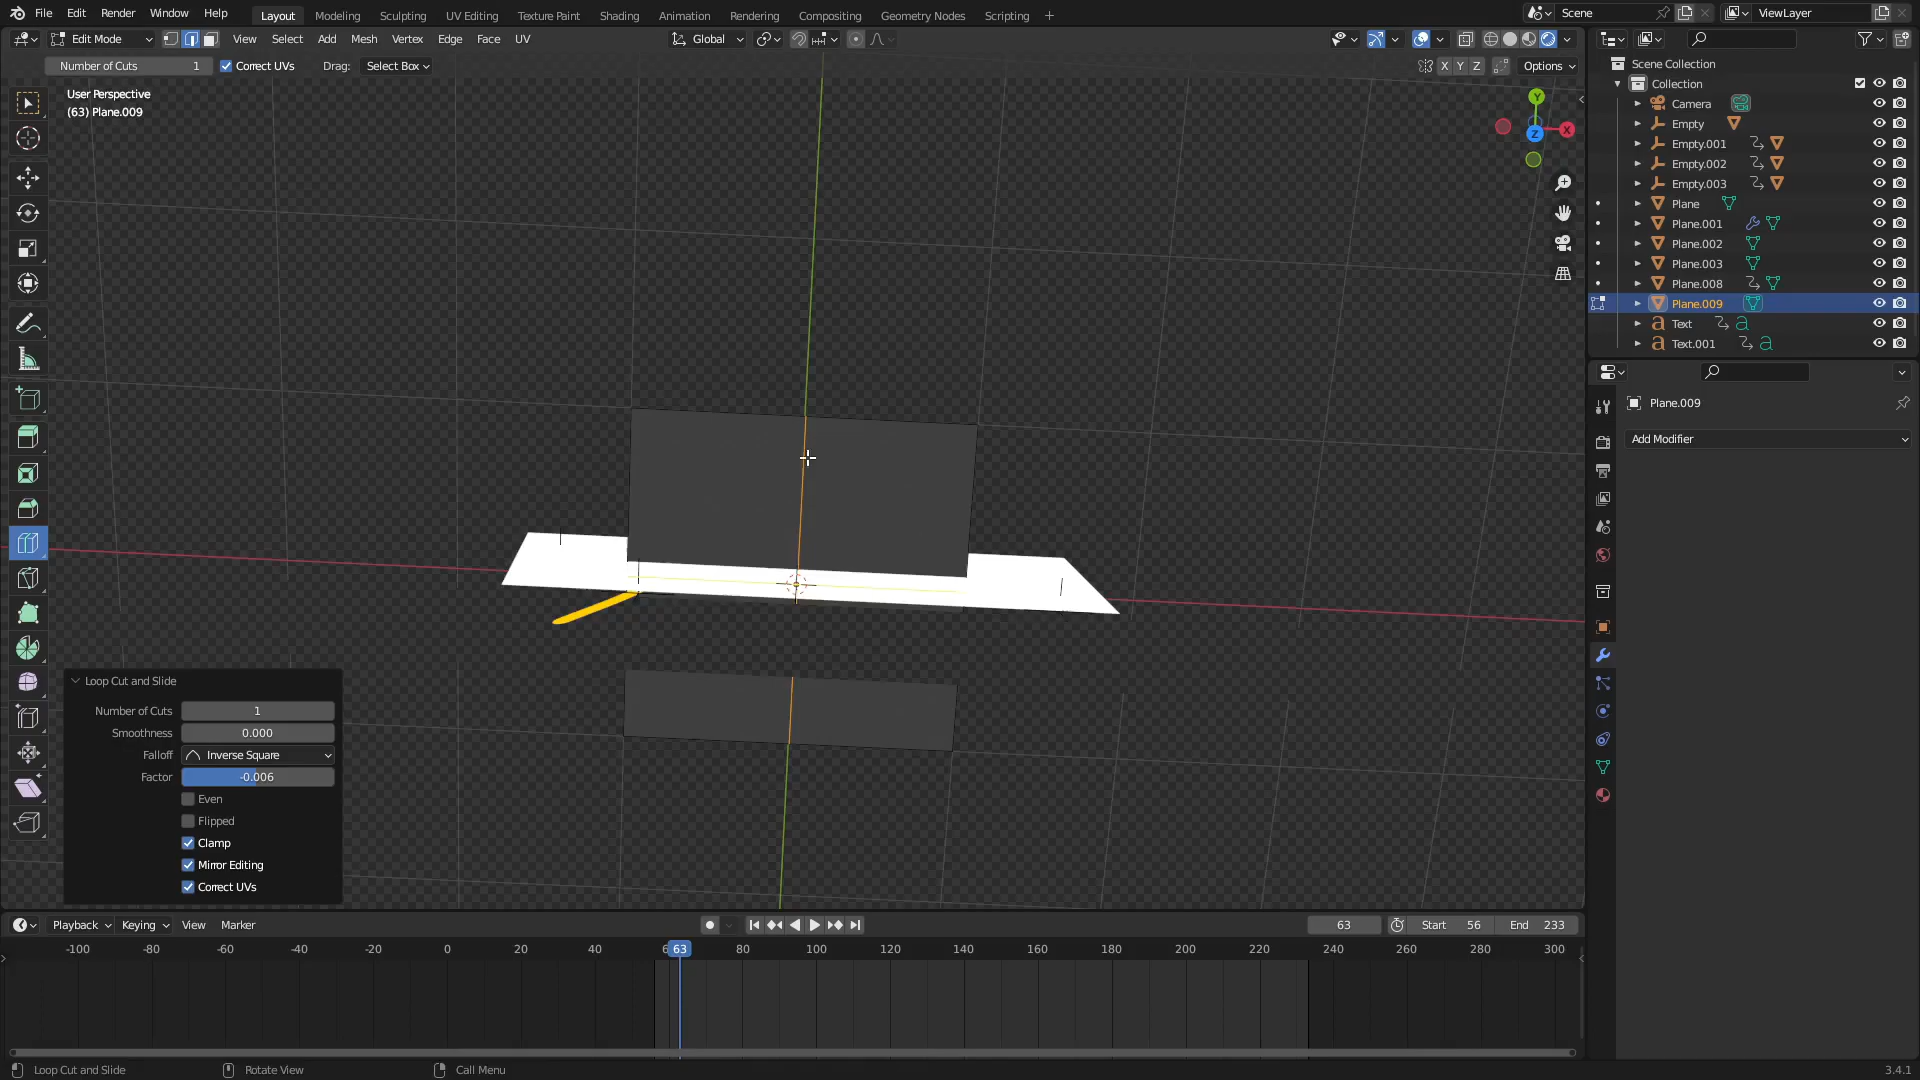 File Edit Render Window Help Layout Modeling Sculpting UV Editing Texture Paint Shading Animation Rendering Compositing Geometry Nodes Scripting + Scene ViewLayer
Edit Mode View Select Add Mesh Vertex Edge Face UV Global
Number of Cuts 1 Correct UVs Drag: Select Box X Y Z Options
User Perspective
(63) Plane.009
Y
X
Z
Scene Collection
Collection
Camera
Empty
Empty.001
Empty.002
Empty.003
Plane
Plane.001
Plane.002
Plane.003
Plane.008
Plane.009
Text
Text.001
Plane.009
Add Modifier
Loop Cut and Slide
Number of Cuts 1
Smoothness 0.000
Falloff Inverse Square
Factor -0.006
Even
Flipped
Clamp
Mirror Editing
Correct UVs
Playback Keying View Marker 63 Start 56 End 233
-100 -80 -60 -40 -20 0 20 40 6 63 80 100 120 140 160 180 200 220 240 260 280 300
Loop Cut and Slide Rotate View Call Menu 3.4.1